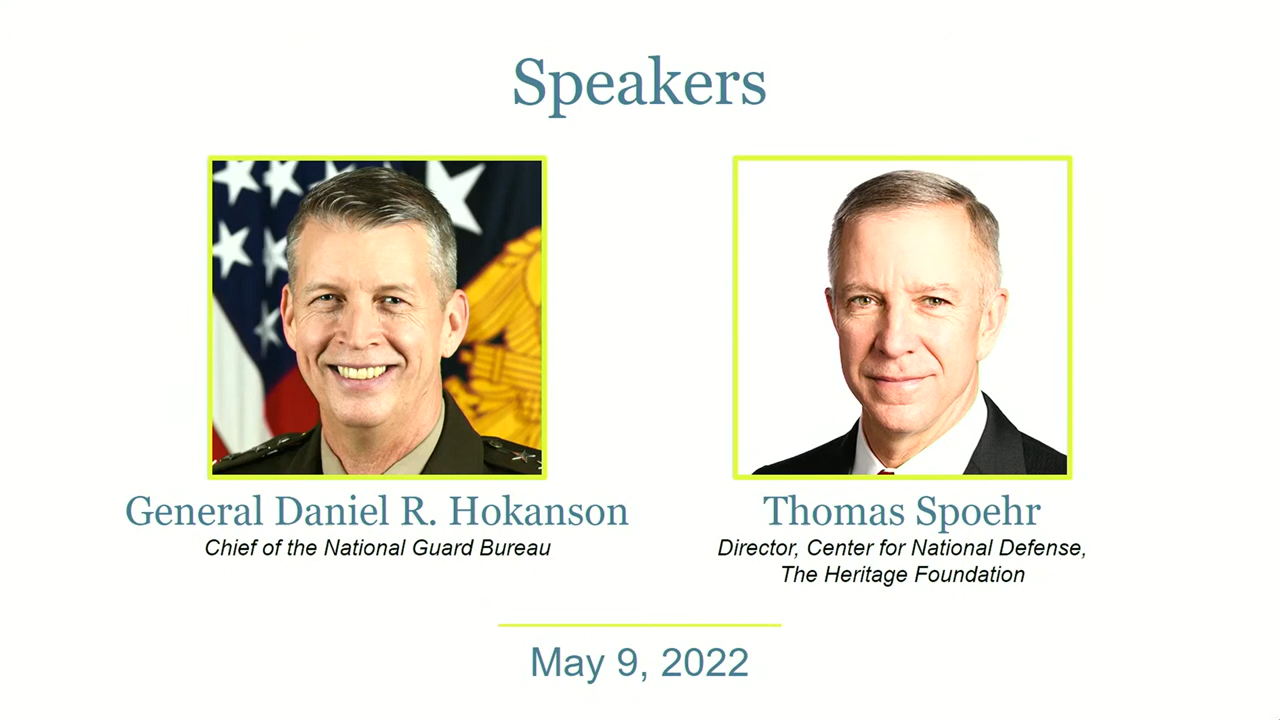 Speakers
General Daniel R. Hokanson
Chief of the National Guard Bureau
Thomas Spoehr
Director, Center for National Defense,
The Heritage Foundation
May 9, 2022